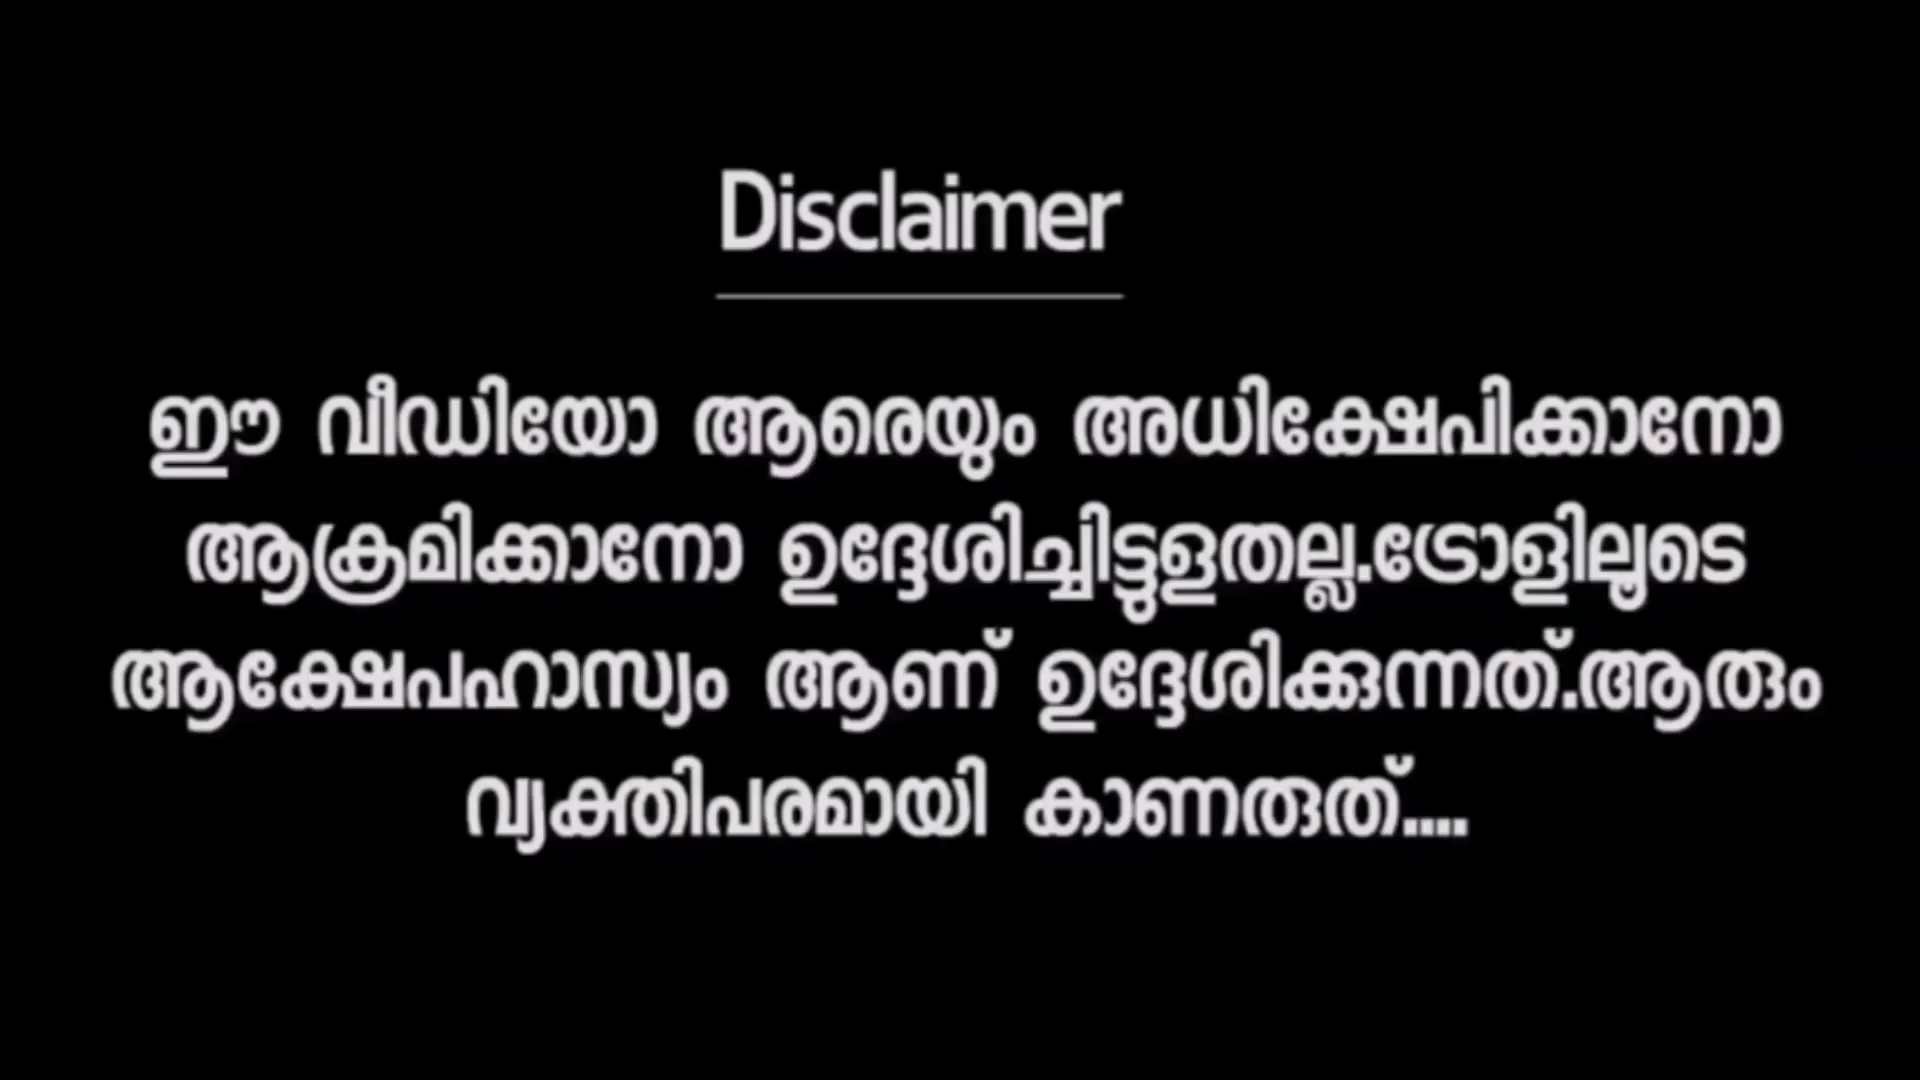 Disclaimer
ഈ വീഡിയോ ആരെയും അധിക്ഷേപിക്കാനോ
ആക്രമിക്കാനോ ഉദ്ദേശിച്ചിട്ടുളതല്ല.ട്രോളിലൂടെ
ആക്ഷേപഹാസ്യം ആണ് ഉദ്ദേശിക്കുന്നത്.ആരും
വ്യക്തിപരമായി കാണരുത്....